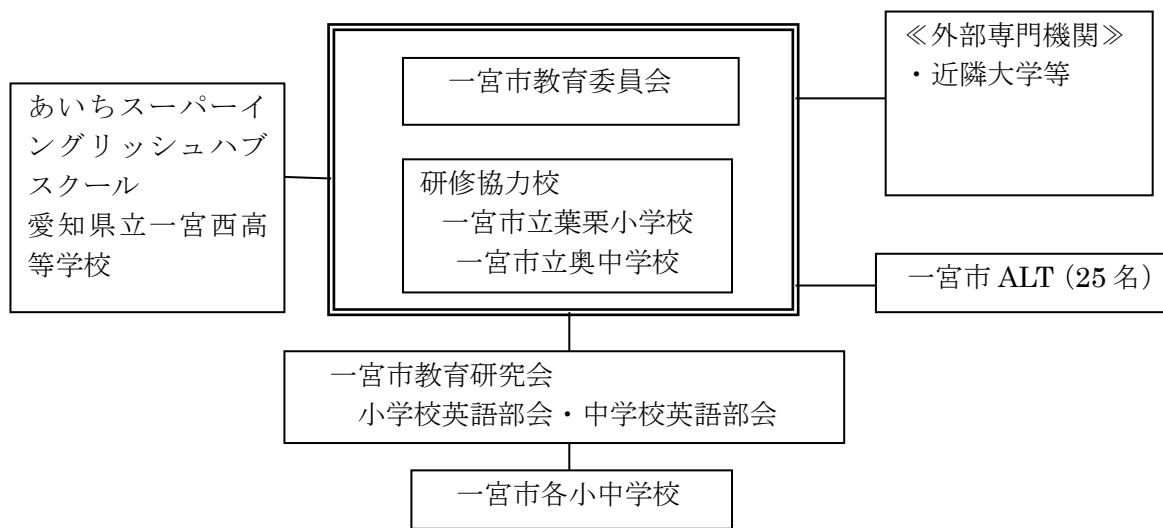 あいちスーパーイ
ングリッシュハブ
スクール
愛知県立一宮西高
等学校
一宮市教育委員会
研修協力校
一宮市立葉栗小学校
一宮市立奥中学校
≪外部専門機関≫
・近隣大学等
一宮市 ALT（25 名）
一宮市教育研究会
小学校英語部会・中学校英語部会
一宮市各小中学校